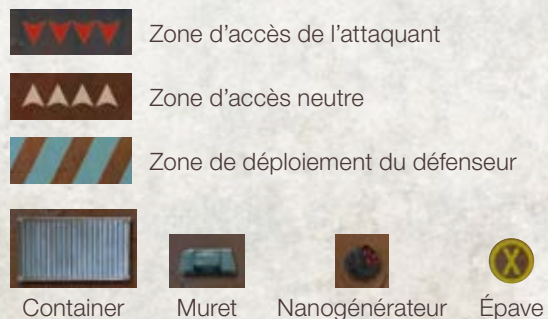 Zone d'accès de l'attaquant
Zone d'accès neutre
Zone de déploiement du défenseur
Container Muret Nanogénérateur Épave